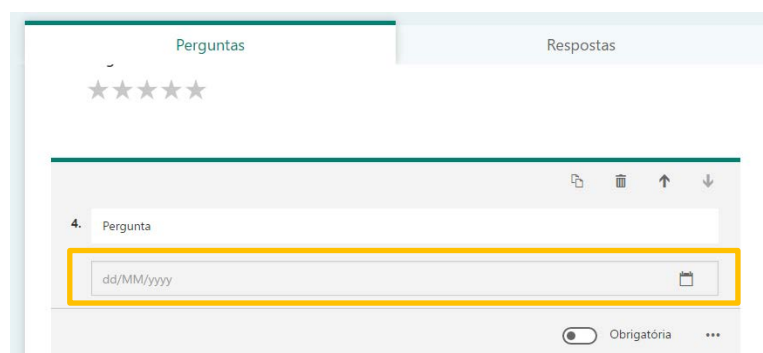 Perguntas
Respostas
4.
Pergunta
dd/MM/yyyy
Obrigatória